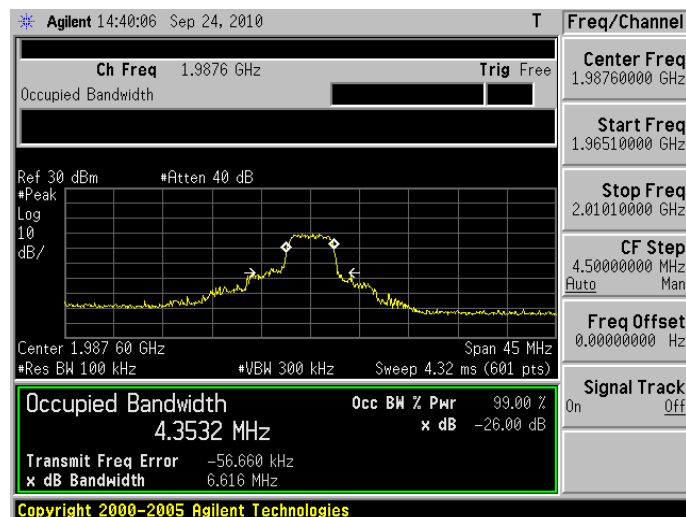 Agilent 14:40:06 Sep 24, 2010 T
Freq/Channel
Ch Freq 1.9876 GHz Trig Free
Occupied Bandwidth
Center Freq
1.98760000 GHz
Start Freq
1.96510000 GHz
Stop Freq
2.01010000 GHz
CF Step
4.50000000 MHz
Auto Man
Freq Offset
0.00000000 Hz
Signal Track
On Off
Ref 30 dBm #Atten 40 dB
#Peak
Log
10
dB/
Center 1.987 60 GHz Span 45 MHz
#Res BW 100 kHz #VBW 300 kHz Sweep 4.32 ms (601 pts)
Occupied Bandwidth
4.3532 MHz
Occ BW % Pwr 99.00 %
x dB -26.00 dB
Transmit Freq Error -56.660 kHz
x dB Bandwidth 6.616 MHz
Copyright 2000-2005 Agilent Technologies